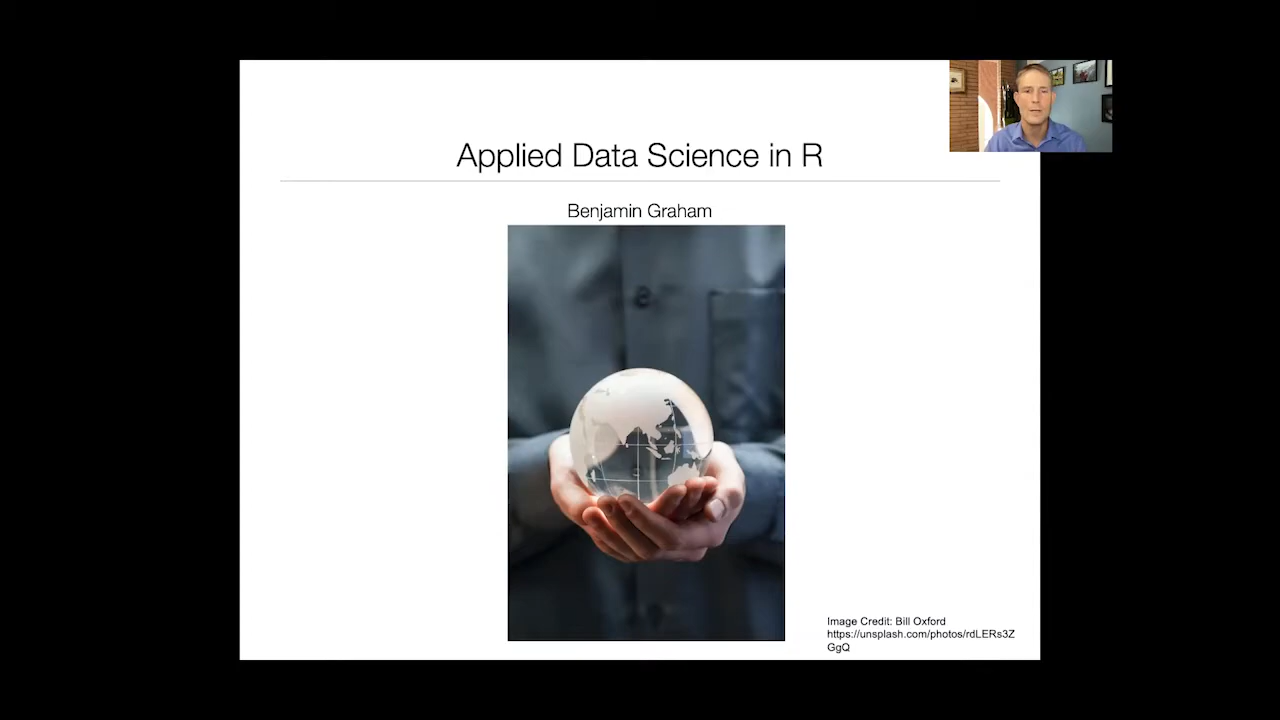 Applied Data Science in R
Benjamin Graham
Image Credit: Bill Oxford
https://unsplash.com/photos/rdLERs3Z
GgQ